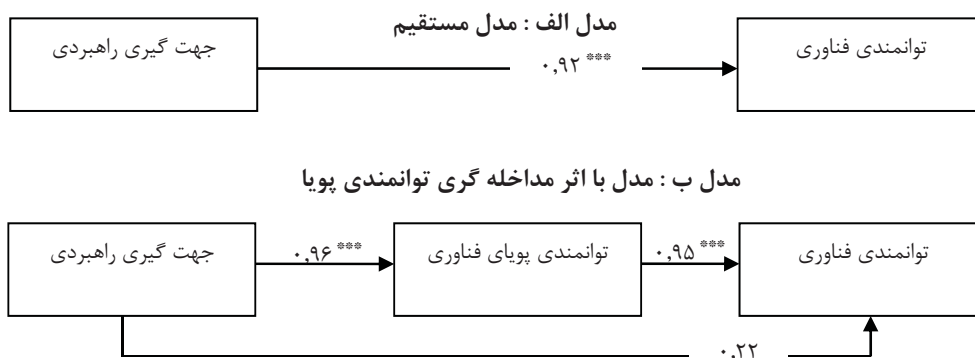 مدل الف : مدل مستقیم
جهت گیری راهبردی
توانمندی فناوری
۰,۹۲ ***
مدل ب : مدل با اثر مداخله گری توانمندی پویا
جهت گیری راهبردی
۰,۹۶ ***
توانمندی پویای فناوری
۰,۹۵ ***
توانمندی فناوری
۰,۲۲